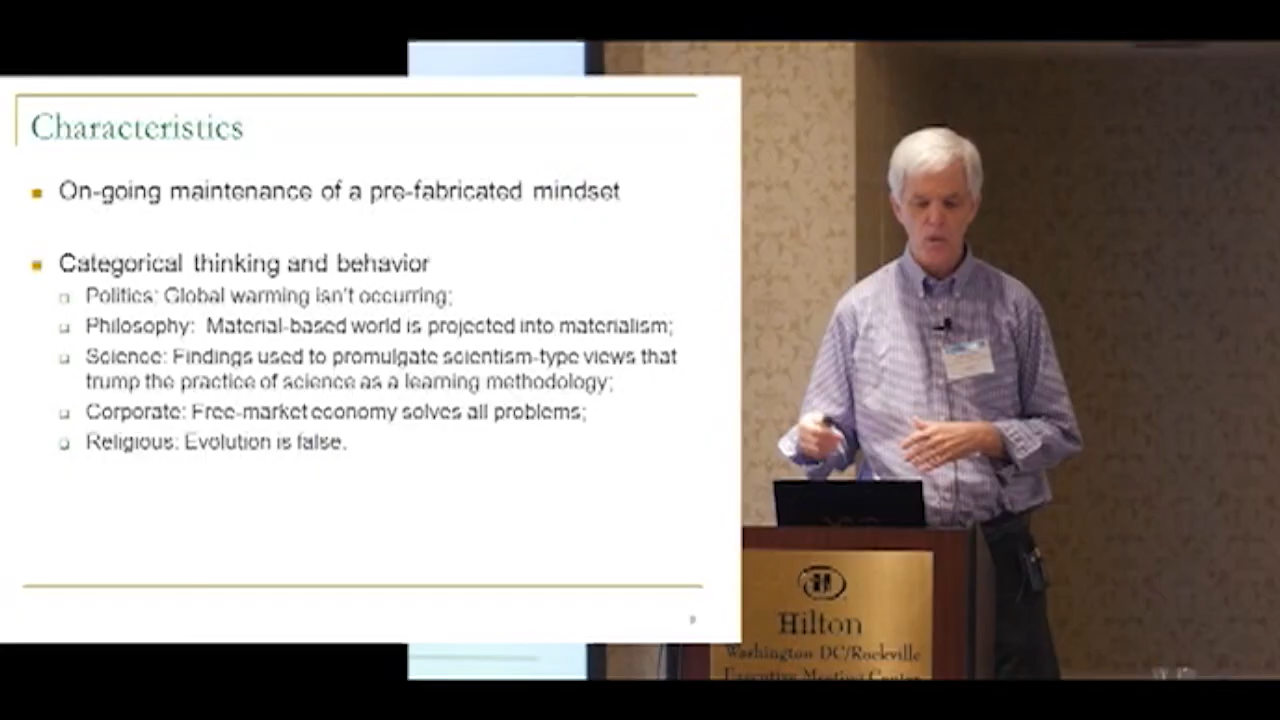 Characteristics
On-going maintenance of a pre-fabricated mindset
Categorical thinking and behavior
Politics: Global warming isn't occurring;
Philosophy: Material-based world is projected into materialism;
Science: Findings used to promulgate scientism-type views that
trump the practice of science as a learning methodology;
Corporate: Free-market economy solves all problems;
Religious: Evolution is false.
Hilton
Washington DC/Rockville
Executive Meeting Center